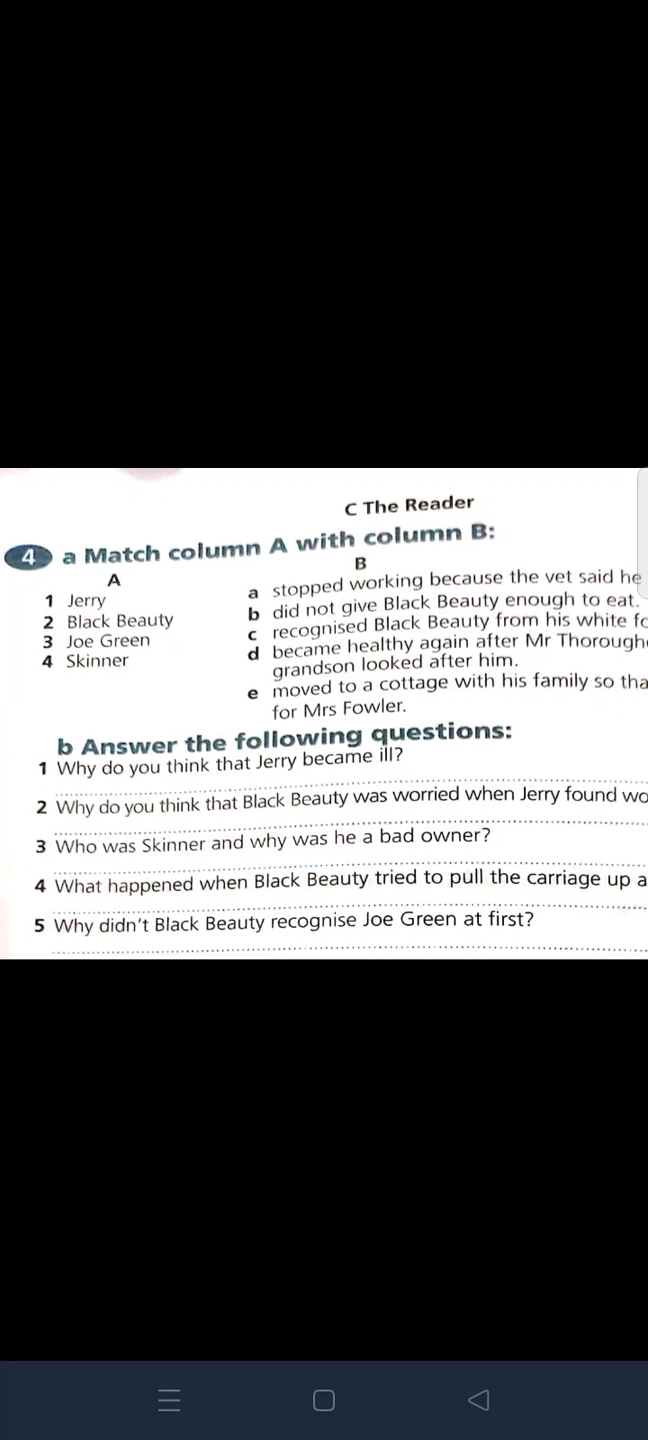 C The Reader
4 a Match column A with column B:
A
B
1 Jerry
2 Black Beauty
3 Joe Green
4 Skinner
a stopped working because the vet said he
b did not give Black Beauty enough to eat.
c recognised Black Beauty from his white
d became healthy again after Mr
grandson looked after him.
e moved to a cottage with his family so
for Mrs Fowler.
b Answer the following questions:
1 Why do you think that Jerry became ill?
2 Why do you think that Black Beauty was worried when Jerry found
3 Who was Skinner and why was he a bad owner?
4 What happened when Black Beauty tried to pull the carriage up a
5 Why didn't Black Beauty recognise Joe Green at first?